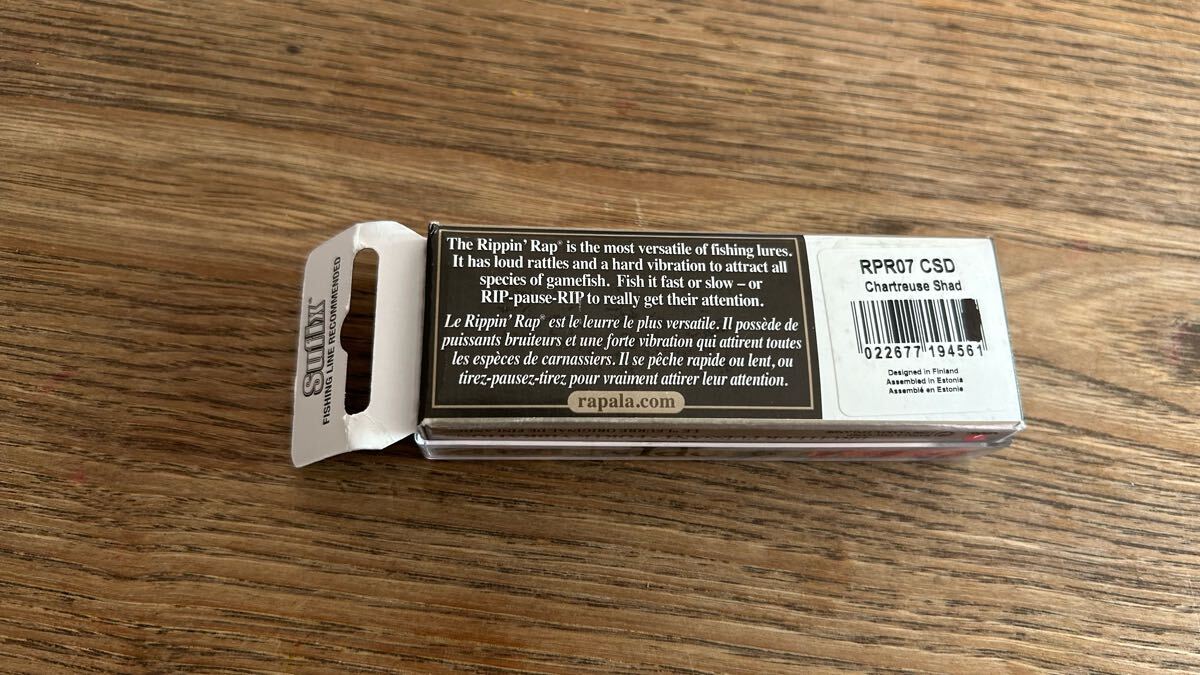 Sufix®
FISHING LINE RECOMMENDED
The Rippin' Rap® is the most versatile of fishing lures.
It has loud rattles and a hard vibration to attract all
species of gamefish. Fish it fast or slow – or
RIP-pause-RIP to really get their attention.
Le Rippin' Rap® est le leurre le plus versatile. Il possède de
puissants bruiteurs et une forte vibration qui attirent toutes
les espèces de carnassiers. Il se pêche rapide ou lent, ou
tirez-pausez-tirez pour vraiment attirer leur attention.
rapala.com
RPR07 CSD
Chartreuse Shad
022677 194561
Designed in Finland
Assembled in Estonia
Assemblé en Estonie